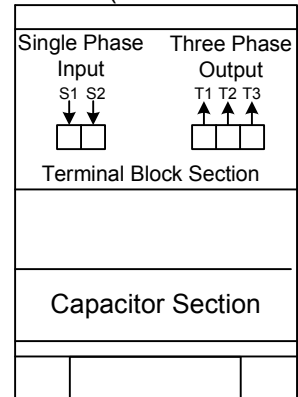 Single Phase Three Phase
Input Output
S1 S2 T1 T2 T3
Terminal Block Section
Capacitor Section